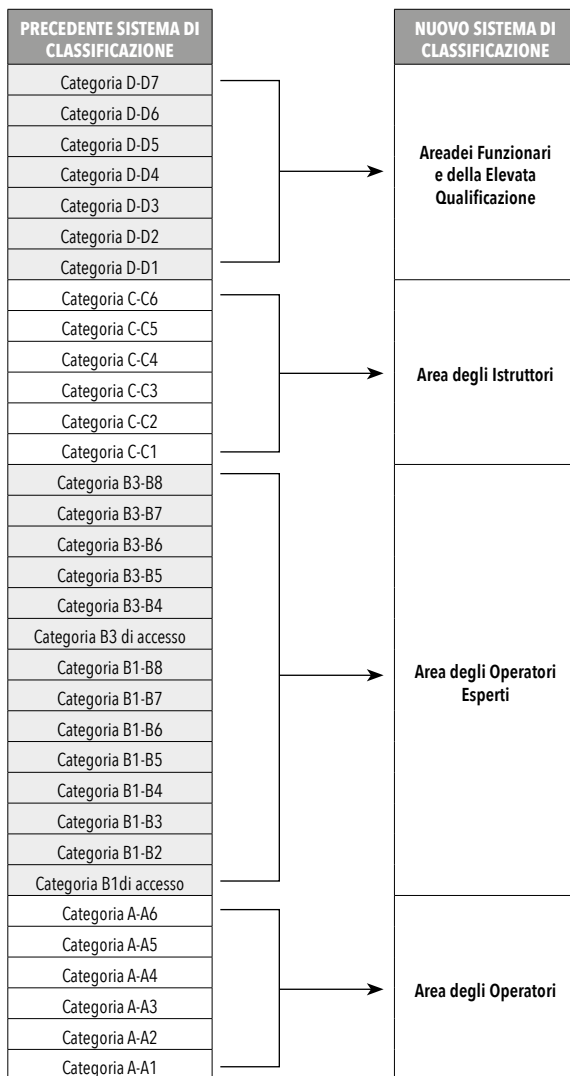 PRECEDENTE SISTEMA DI
CLASSIFICAZIONE
Categoria D-D7
Categoria D-D6
Categoria D-D5
Categoria D-D4
Categoria D-D3
Categoria D-D2
Categoria D-D1
Categoria C-C6
Categoria C-C5
Categoria C-C4
Categoria C-C3
Categoria C-C2
Categoria C-C1
Categoria B3-B8
Categoria B3-B7
Categoria B3-B6
Categoria B3-B5
Categoria B3-B4
Categoria B3 di accesso
Categoria B1-B8
Categoria B1-B7
Categoria B1-B6
Categoria B1-B5
Categoria B1-B4
Categoria B1-B3
Categoria B1-B2
Categoria B1di accesso
Categoria A-A6
Categoria A-A5
Categoria A-A4
Categoria A-A3
Categoria A-A2
Categoria A-A1
NUOVO SISTEMA DI
CLASSIFICAZIONE
Areadei Funzionari
e della Elevata
Qualificazione
Area degli Istruttori
Area degli Operatori
Esperti
Area degli Operatori